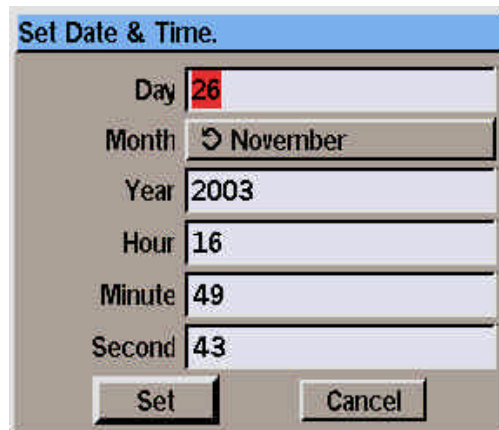 Set Date & Time.
Day 26
Month November
Year 2003
Hour 16
Minute 49
Second 43
Set Cancel